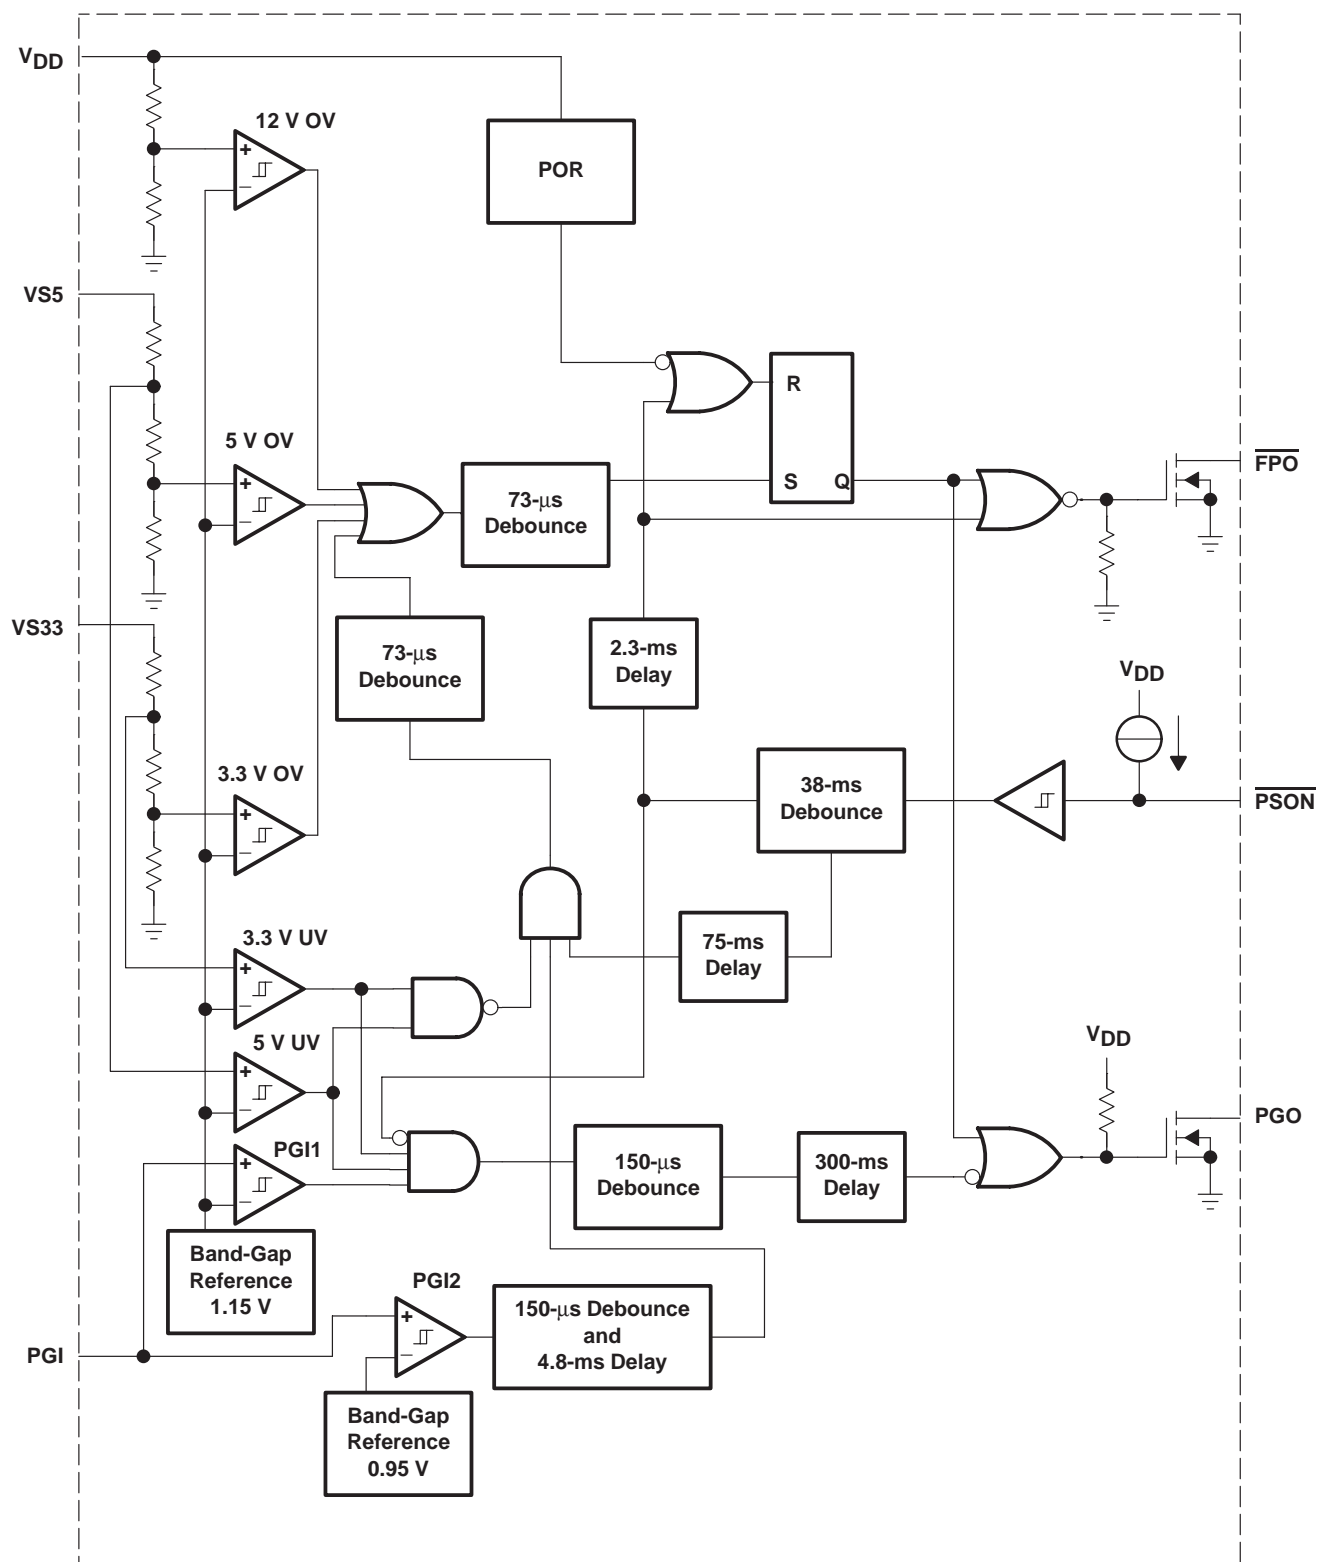 VDD
12 V OV
+
–
POR
VS5
R
S
Q
5 V OV
+
–
73-μs
Debounce
FPO
VS33
73-μs
Debounce
2.3-ms
Delay
VDD
3.3 V OV
+
–
38-ms
Debounce
PSON
3.3 V UV
+
–
75-ms
Delay
5 V UV
+
–
VDD
PGO
PGI1
+
–
150-μs
Debounce
300-ms
Delay
Band-Gap
Reference
1.15 V
PGI2
+
–
150-μs Debounce
and
4.8-ms Delay
PGI
Band-Gap
Reference
0.95 V